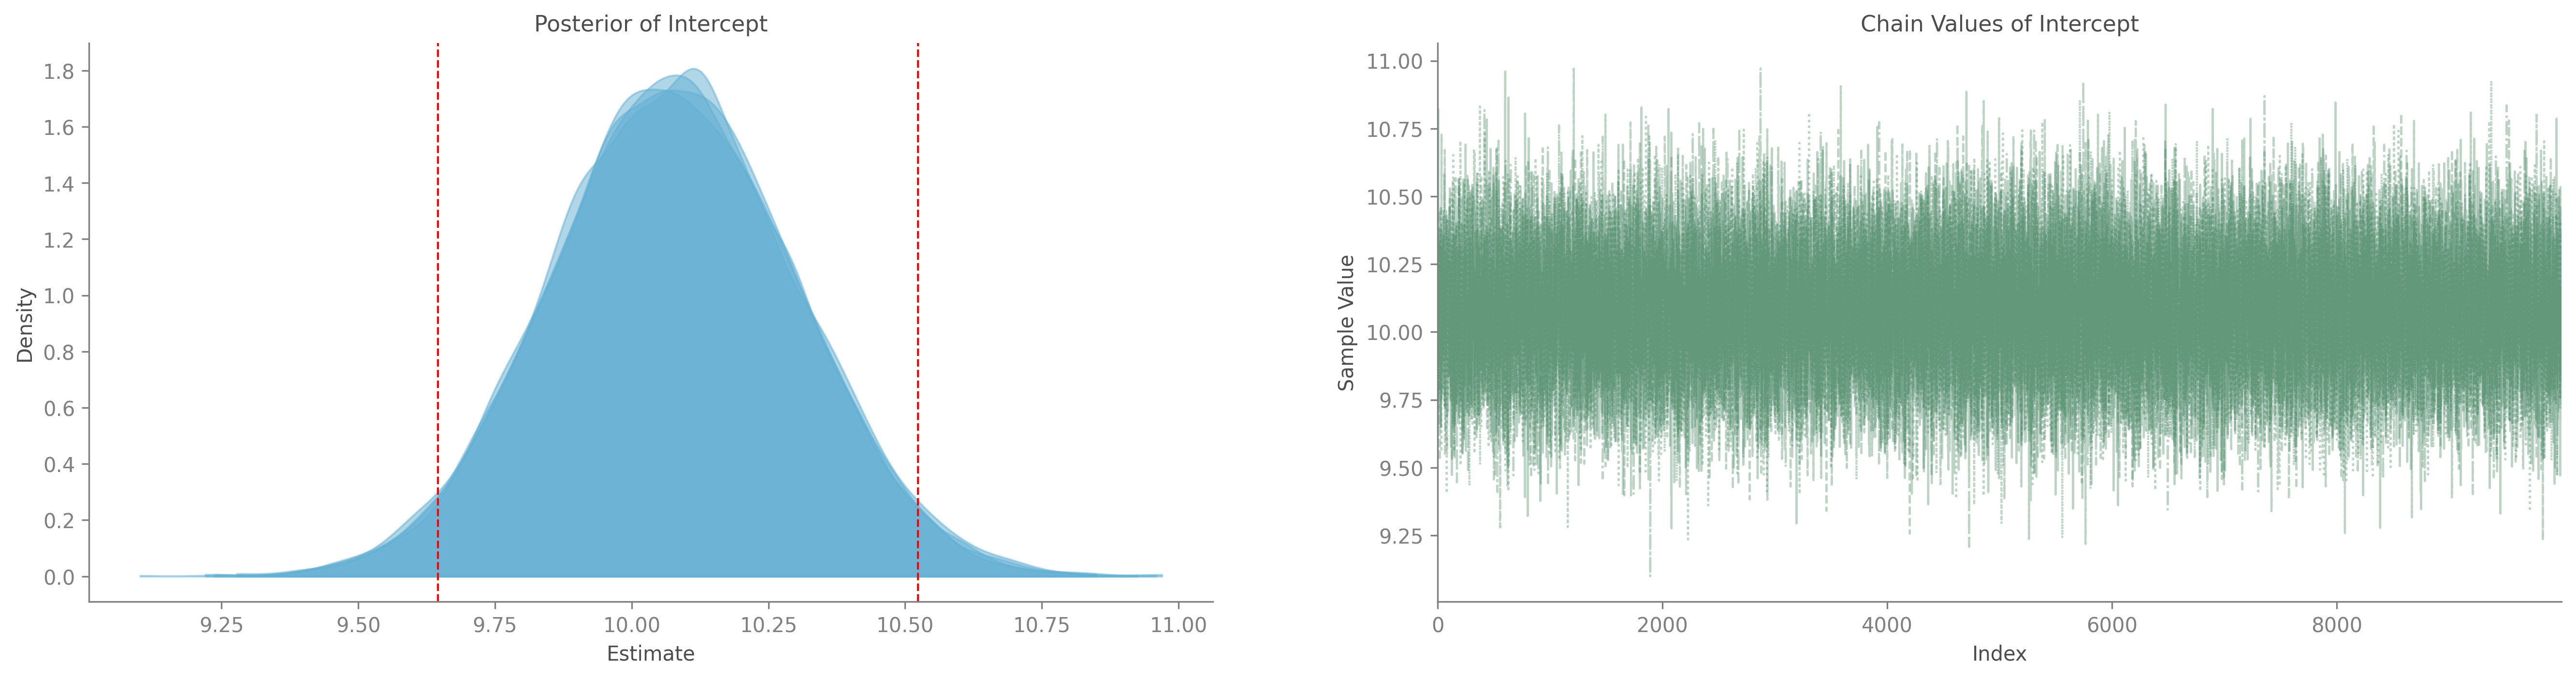 Posterior of Intercept
1.8
1.6
1.4
1.2
1.0
0.8
0.6
0.4
0.2
0.0
Density
9.25 9.50 9.75 10.00 10.25 10.50 10.75 11.00
Estimate
Chain Values of Intercept
11.00
10.75
10.50
10.25
10.00
9.75
9.50
9.25
Sample Value
0 2000 4000 6000 8000
Index